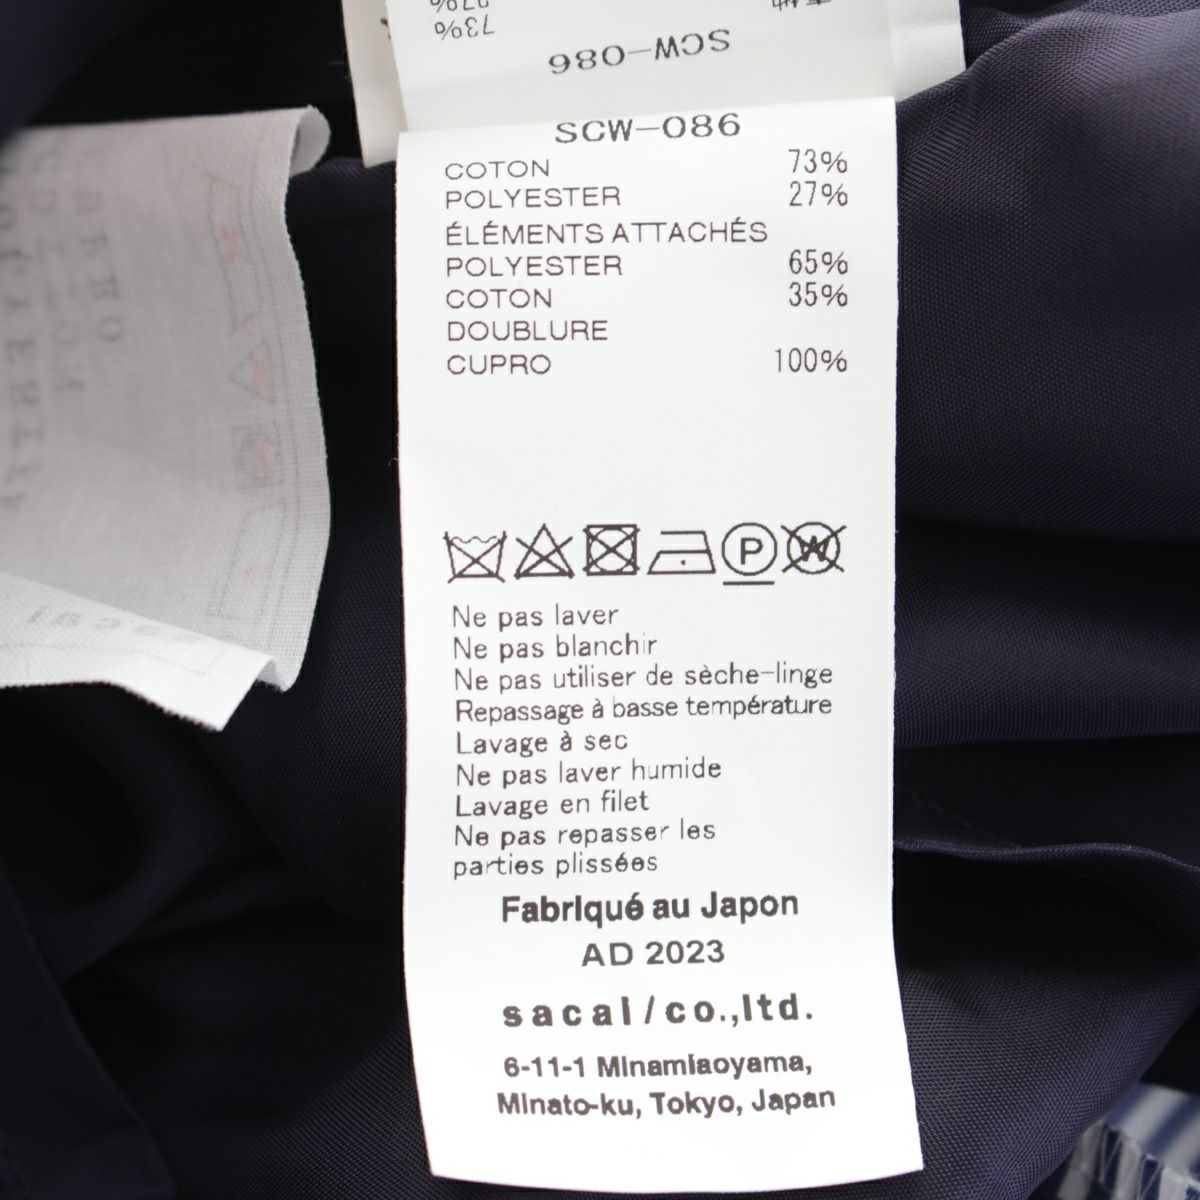 73%
SCW-086
SCW-086
COTON 73%
POLYESTER 27%
ÉLÉMENTS ATTACHÉS
POLYESTER 65%
COTON 35%
DOUBLURE
CUPRO 100%
P W
Ne pas laver
Ne pas blanchir
Ne pas utiliser de sèche-linge
Repassage à basse température
Lavage à sec
Ne pas laver humide
Lavage en filet
Ne pas repasser les
parties plissées
Fabriqué au Japon
AD 2023
sacai/co.,ltd.
6-11-1 Minamiaoyama,
Minato-ku, Tokyo, Japan